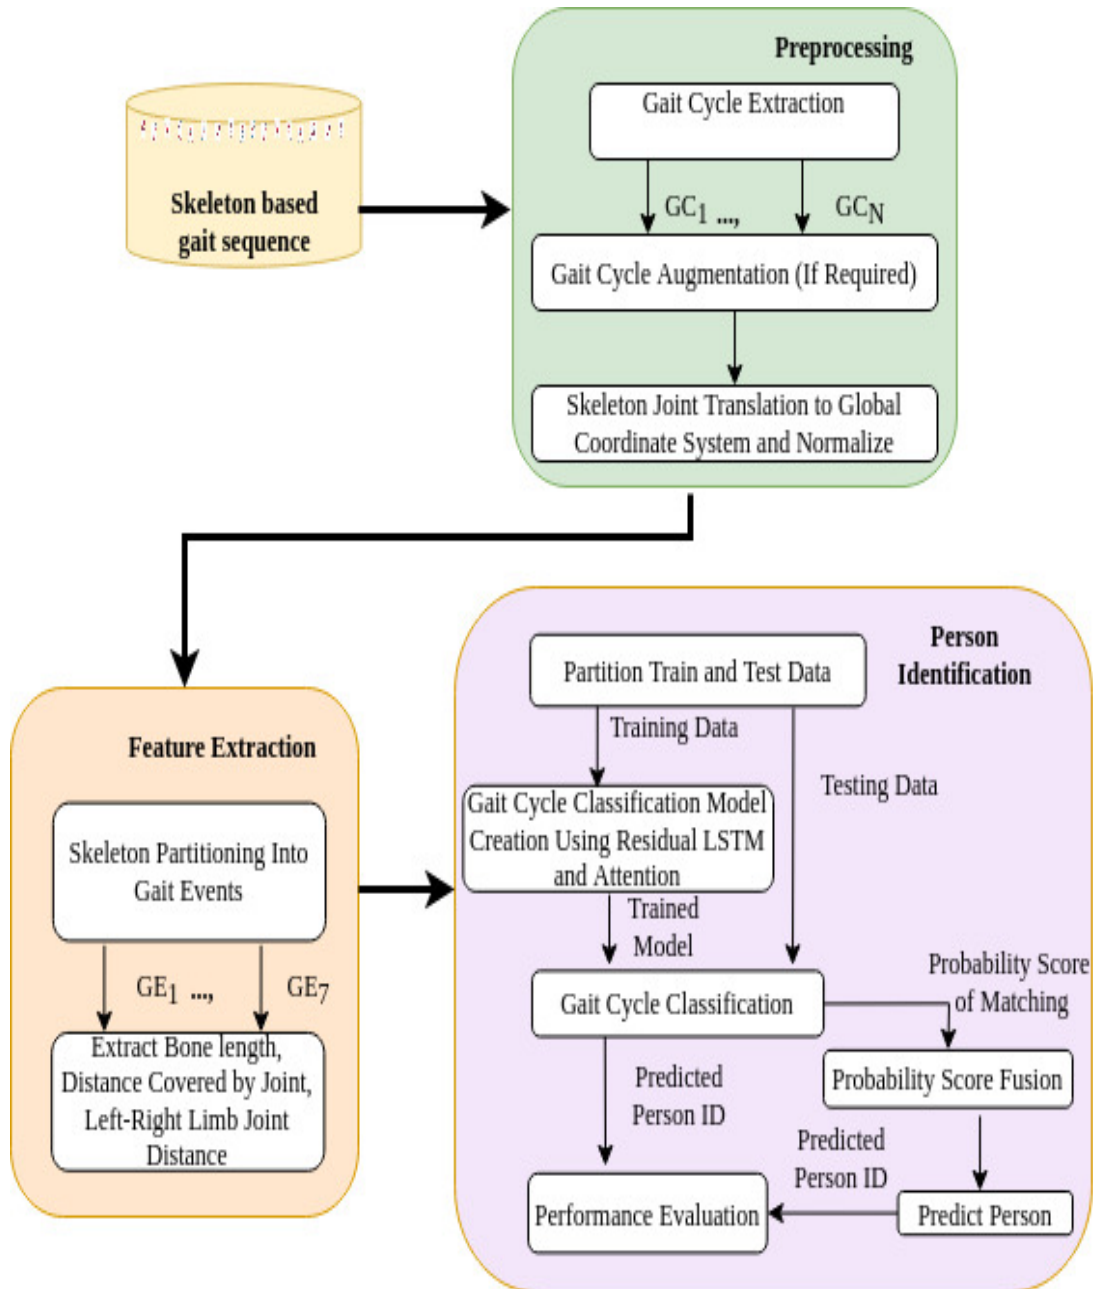 Preprocessing
Gait Cycle Extraction
GC1 ...,
GCN
Gait Cycle Augmentation (If Required)
Skeleton Joint Translation to Global
Coordinate System and Normalize
Skeleton based
gait sequence
Feature Extraction
Skeleton Partitioning Into
Gait Events
GE1 ...,
GE7
Extract Bone length,
Distance Covered by Joint,
Left-Right Limb Joint
Distance
Person
Identification
Partition Train and Test Data
Training Data
Testing Data
Gait Cycle Classification Model
Creation Using Residual LSTM
and Attention
Trained
Model
Gait Cycle Classification
Probability Score
of Matching
Probability Score Fusion
Predicted
Person ID
Predicted
Person ID
Predict Person
Performance Evaluation